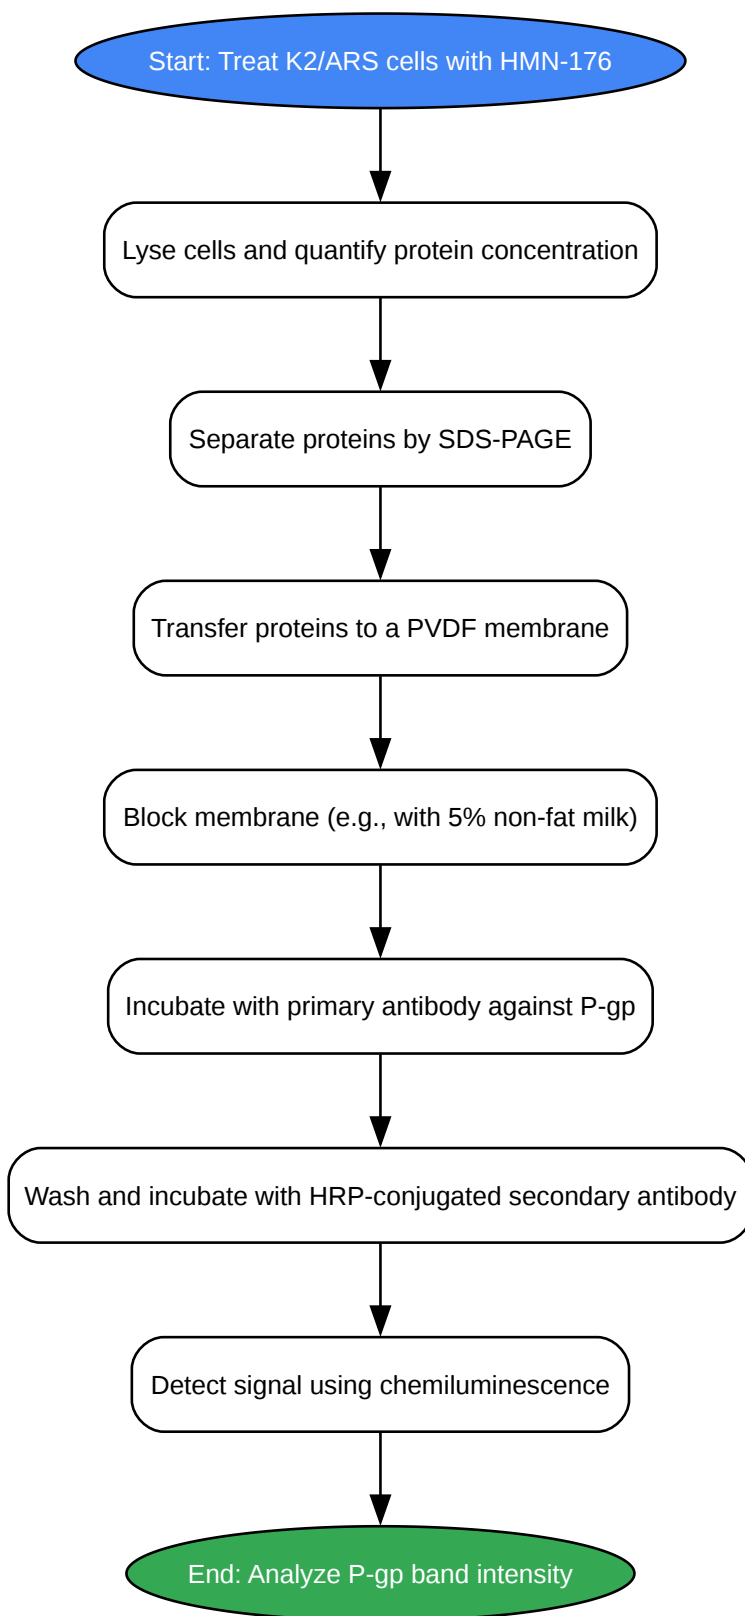 Start: Treat K2/ARS cells with HMN-176
Lyse cells and quantify protein concentration
Separate proteins by SDS-PAGE
Transfer proteins to a PVDF membrane
Block membrane (e.g., with 5% non-fat milk)
Incubate with primary antibody against P-gp
Wash and incubate with HRP-conjugated secondary antibody
Detect signal using chemiluminescence
End: Analyze P-gp band intensity